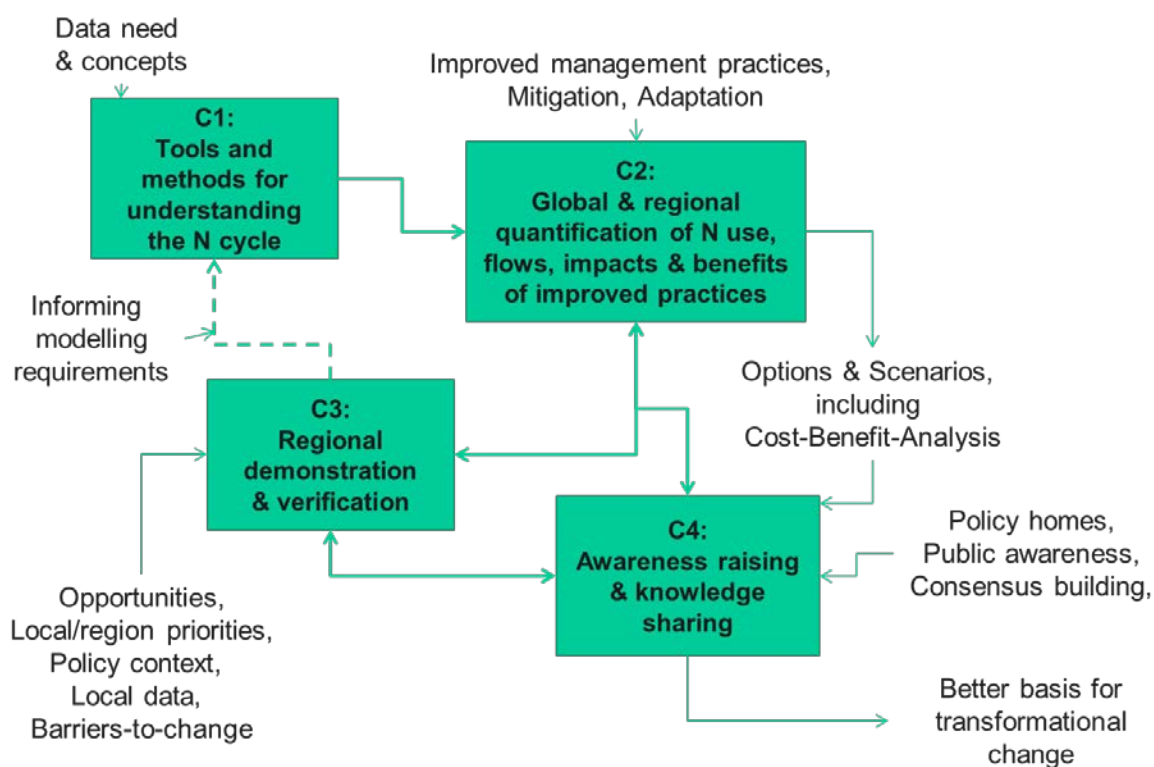 Data need
& concepts
C1:
Tools and
methods for
understanding
the N cycle
Improved management practices,
Mitigation, Adaptation
C2:
Global & regional
quantification of N use,
flows, impacts & benefits
of improved practices
Informing
modelling
requirements
C3:
Regional
demonstration
& verification
Options & Scenarios,
including
Cost-Benefit-Analysis
C4:
Awareness raising
& knowledge
sharing
Policy homes,
Public awareness,
Consensus building,
Opportunities,
Local/region priorities,
Policy context,
Local data,
Barriers-to-change
Better basis for
transformational
change